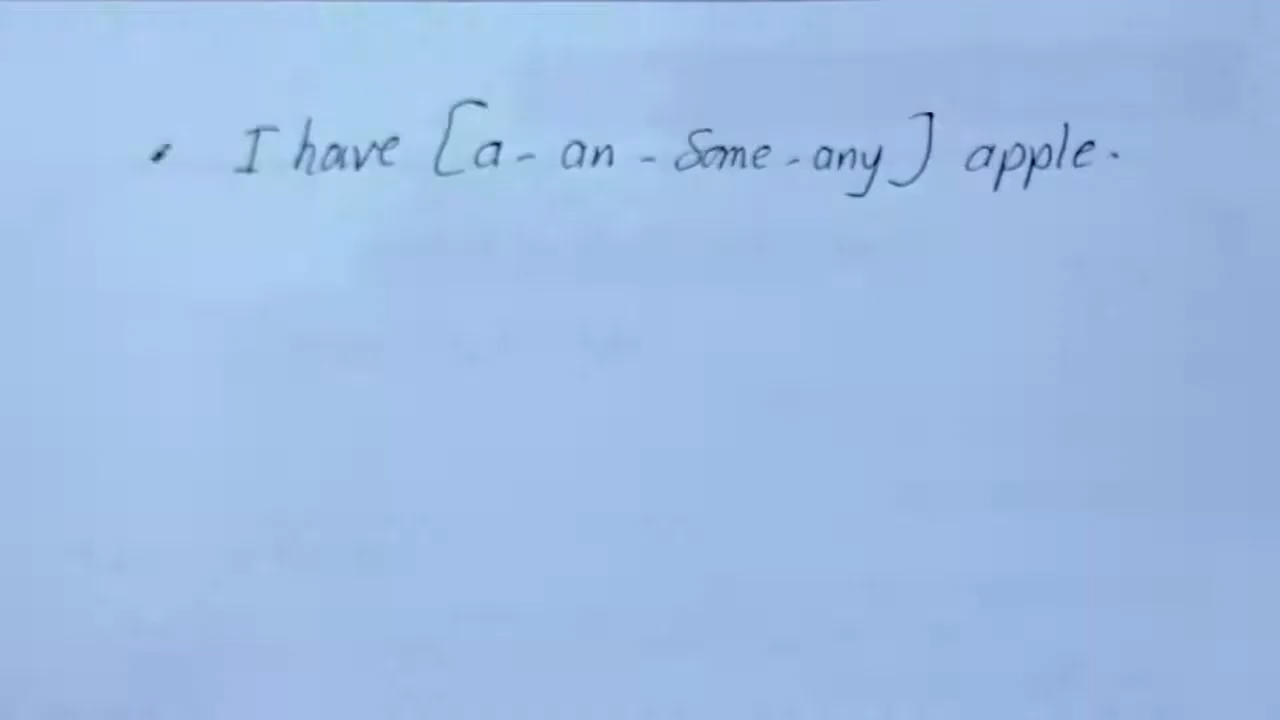 • I have [a - an - Some - any] apple.